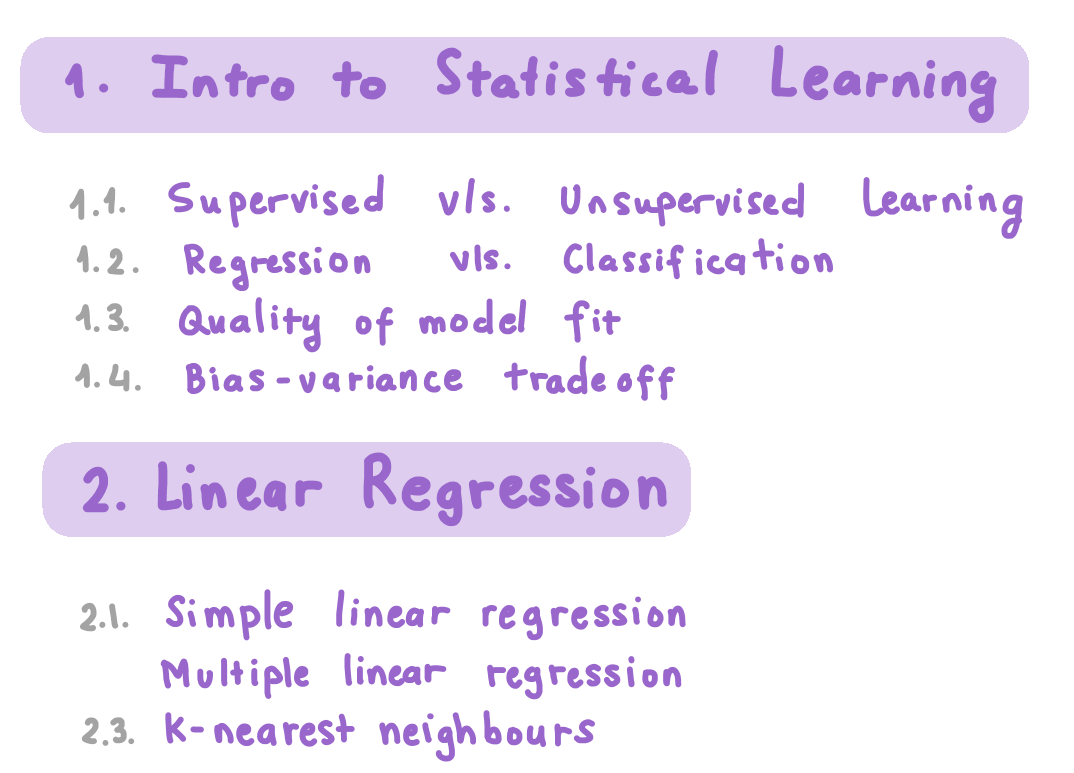 1. Intro to Statistical Learning
1.1. Supervised v/s. Unsupervised Learning
1.2. Regression v/s. Classification
1.3. Quality of model fit
1.4. Bias-variance tradeoff
2. Linear Regression
2.1. Simple linear regression
Multiple linear regression
2.3. K-nearest neighbours